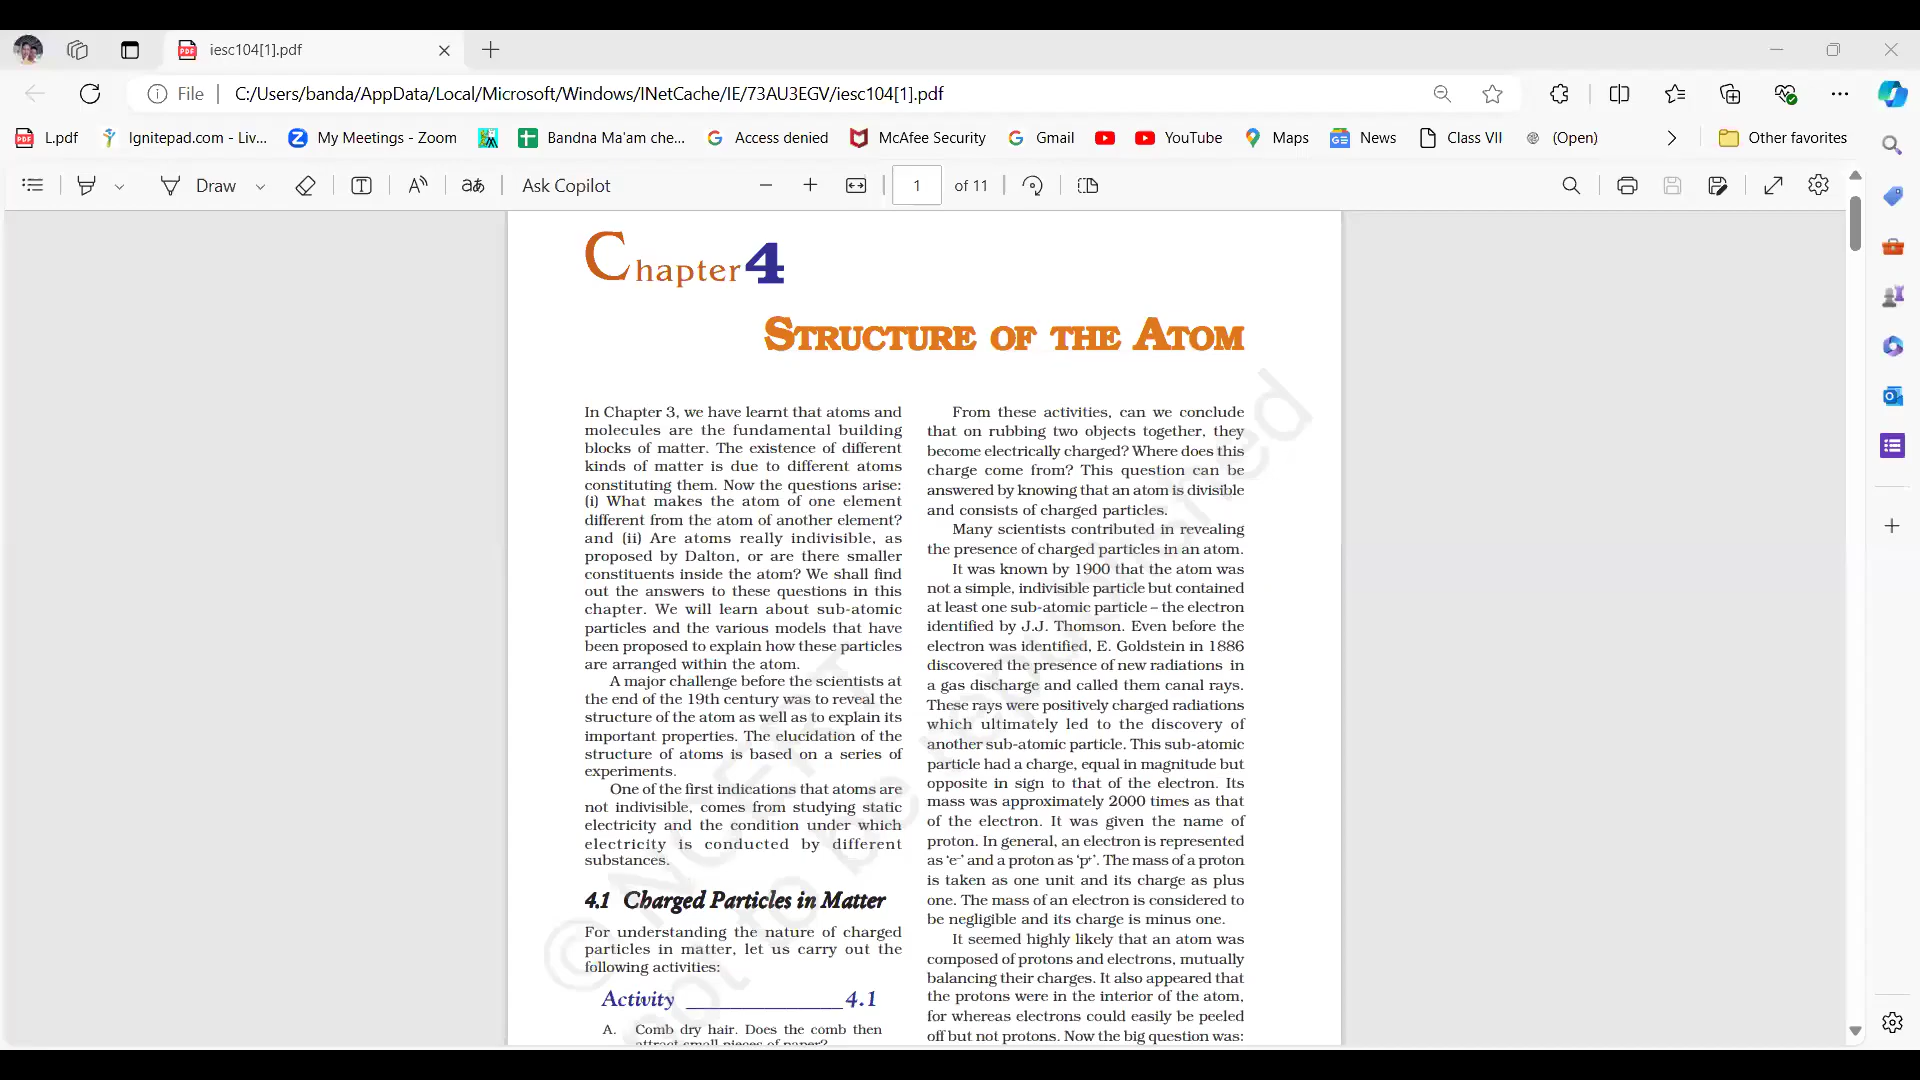 iesc104[1].pdf
File
C:/Users/banda/AppData/Local/Microsoft/Windows/INetCache/IE/73AU3EGV/iesc104[1].pdf
L.pdf
Ignitepad.com - Liv...
My Meetings - Zoom
Bandna Ma'am che...
Access denied
McAfee Security
Gmail
YouTube
Maps
News
Class VII
(Open)
Other favorites
Draw
Ask Copilot
1 of 11
Chapter 4
STRUCTURE OF THE ATOM
In Chapter 3, we have learnt that atoms and
molecules are the fundamental building
blocks of matter. The existence of different
kinds of matter is due to different atoms
constituting them. Now the questions arise:
(i) What makes the atom of one element
different from the atom of another element?
and (ii) Are atoms really indivisible, as
proposed by Dalton, or are there smaller
constituents inside the atom? We shall find
out the answers to these questions in this
chapter. We will learn about sub-atomic
particles and the various models that have
been proposed to explain how these particles
are arranged within the atom.
A major challenge before the scientists at
the end of the 19th century was to reveal the
structure of the atom as well as to explain its
important properties. The elucidation of the
structure of atoms is based on a series of
experiments.
One of the first indications that atoms are
not indivisible, comes from studying static
electricity and the condition under which
electricity is conducted by different
substances.
4.1 Charged Particles in Matter
For understanding the nature of charged
particles in matter, let us carry out the
following activities:
Activity ______________ 4.1
A. Comb dry hair. Does the comb then
attract small pieces of paper?
From these activities, can we conclude
that on rubbing two objects together, they
become electrically charged? Where does this
charge come from? This question can be
answered by knowing that an atom is divisible
and consists of charged particles.
Many scientists contributed in revealing
the presence of charged particles in an atom.
It was known by 1900 that the atom was
not a simple, indivisible particle but contained
at least one sub-atomic particle – the electron
identified by J.J. Thomson. Even before the
electron was identified, E. Goldstein in 1886
discovered the presence of new radiations in
a gas discharge and called them canal rays.
These rays were positively charged radiations
which ultimately led to the discovery of
another sub-atomic particle. This sub-atomic
particle had a charge, equal in magnitude but
opposite in sign to that of the electron. Its
mass was approximately 2000 times as that
of the electron. It was given the name of
proton. In general, an electron is represented
as ‘e⁻’ and a proton as ‘p⁺’. The mass of a proton
is taken as one unit and its charge as plus
one. The mass of an electron is considered to
be negligible and its charge is minus one.
It seemed highly likely that an atom was
composed of protons and electrons, mutually
balancing their charges. It also appeared that
the protons were in the interior of the atom,
for whereas electrons could easily be peeled
off but not protons. Now the big question was:
© NCERT
not to be republished